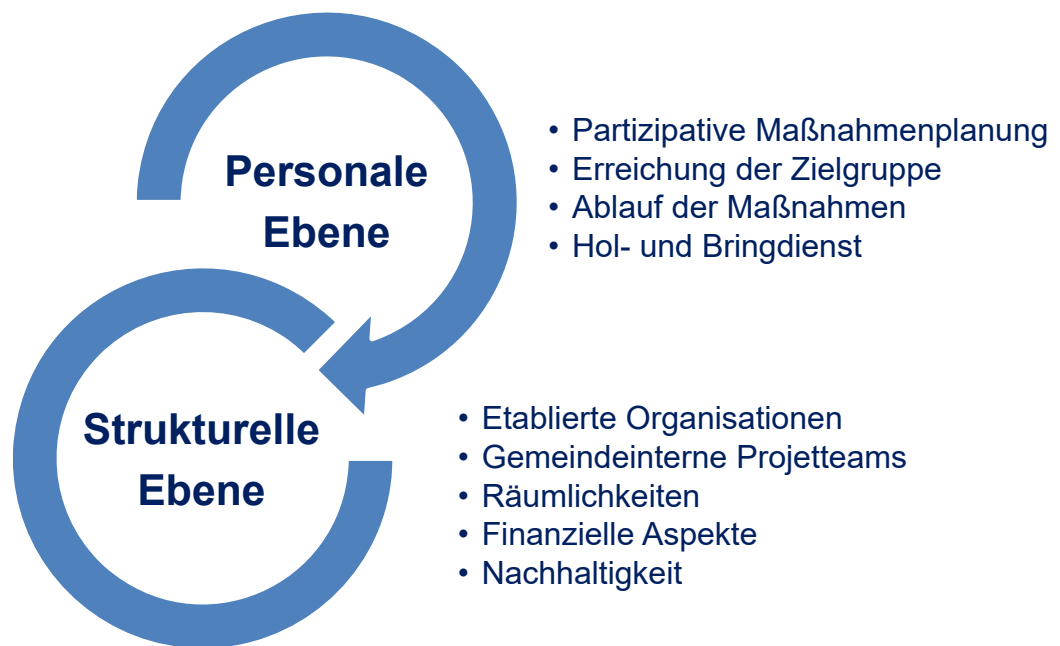 Personale
Ebene
• Partizipative Maßnahmenplanung
• Erreichung der Zielgruppe
• Ablauf der Maßnahmen
• Hol- und Bringdienst
Strukturelle
Ebene
• Etablierte Organisationen
• Gemeindeinterne Projetteams
• Räumlichkeiten
• Finanzielle Aspekte
• Nachhaltigkeit